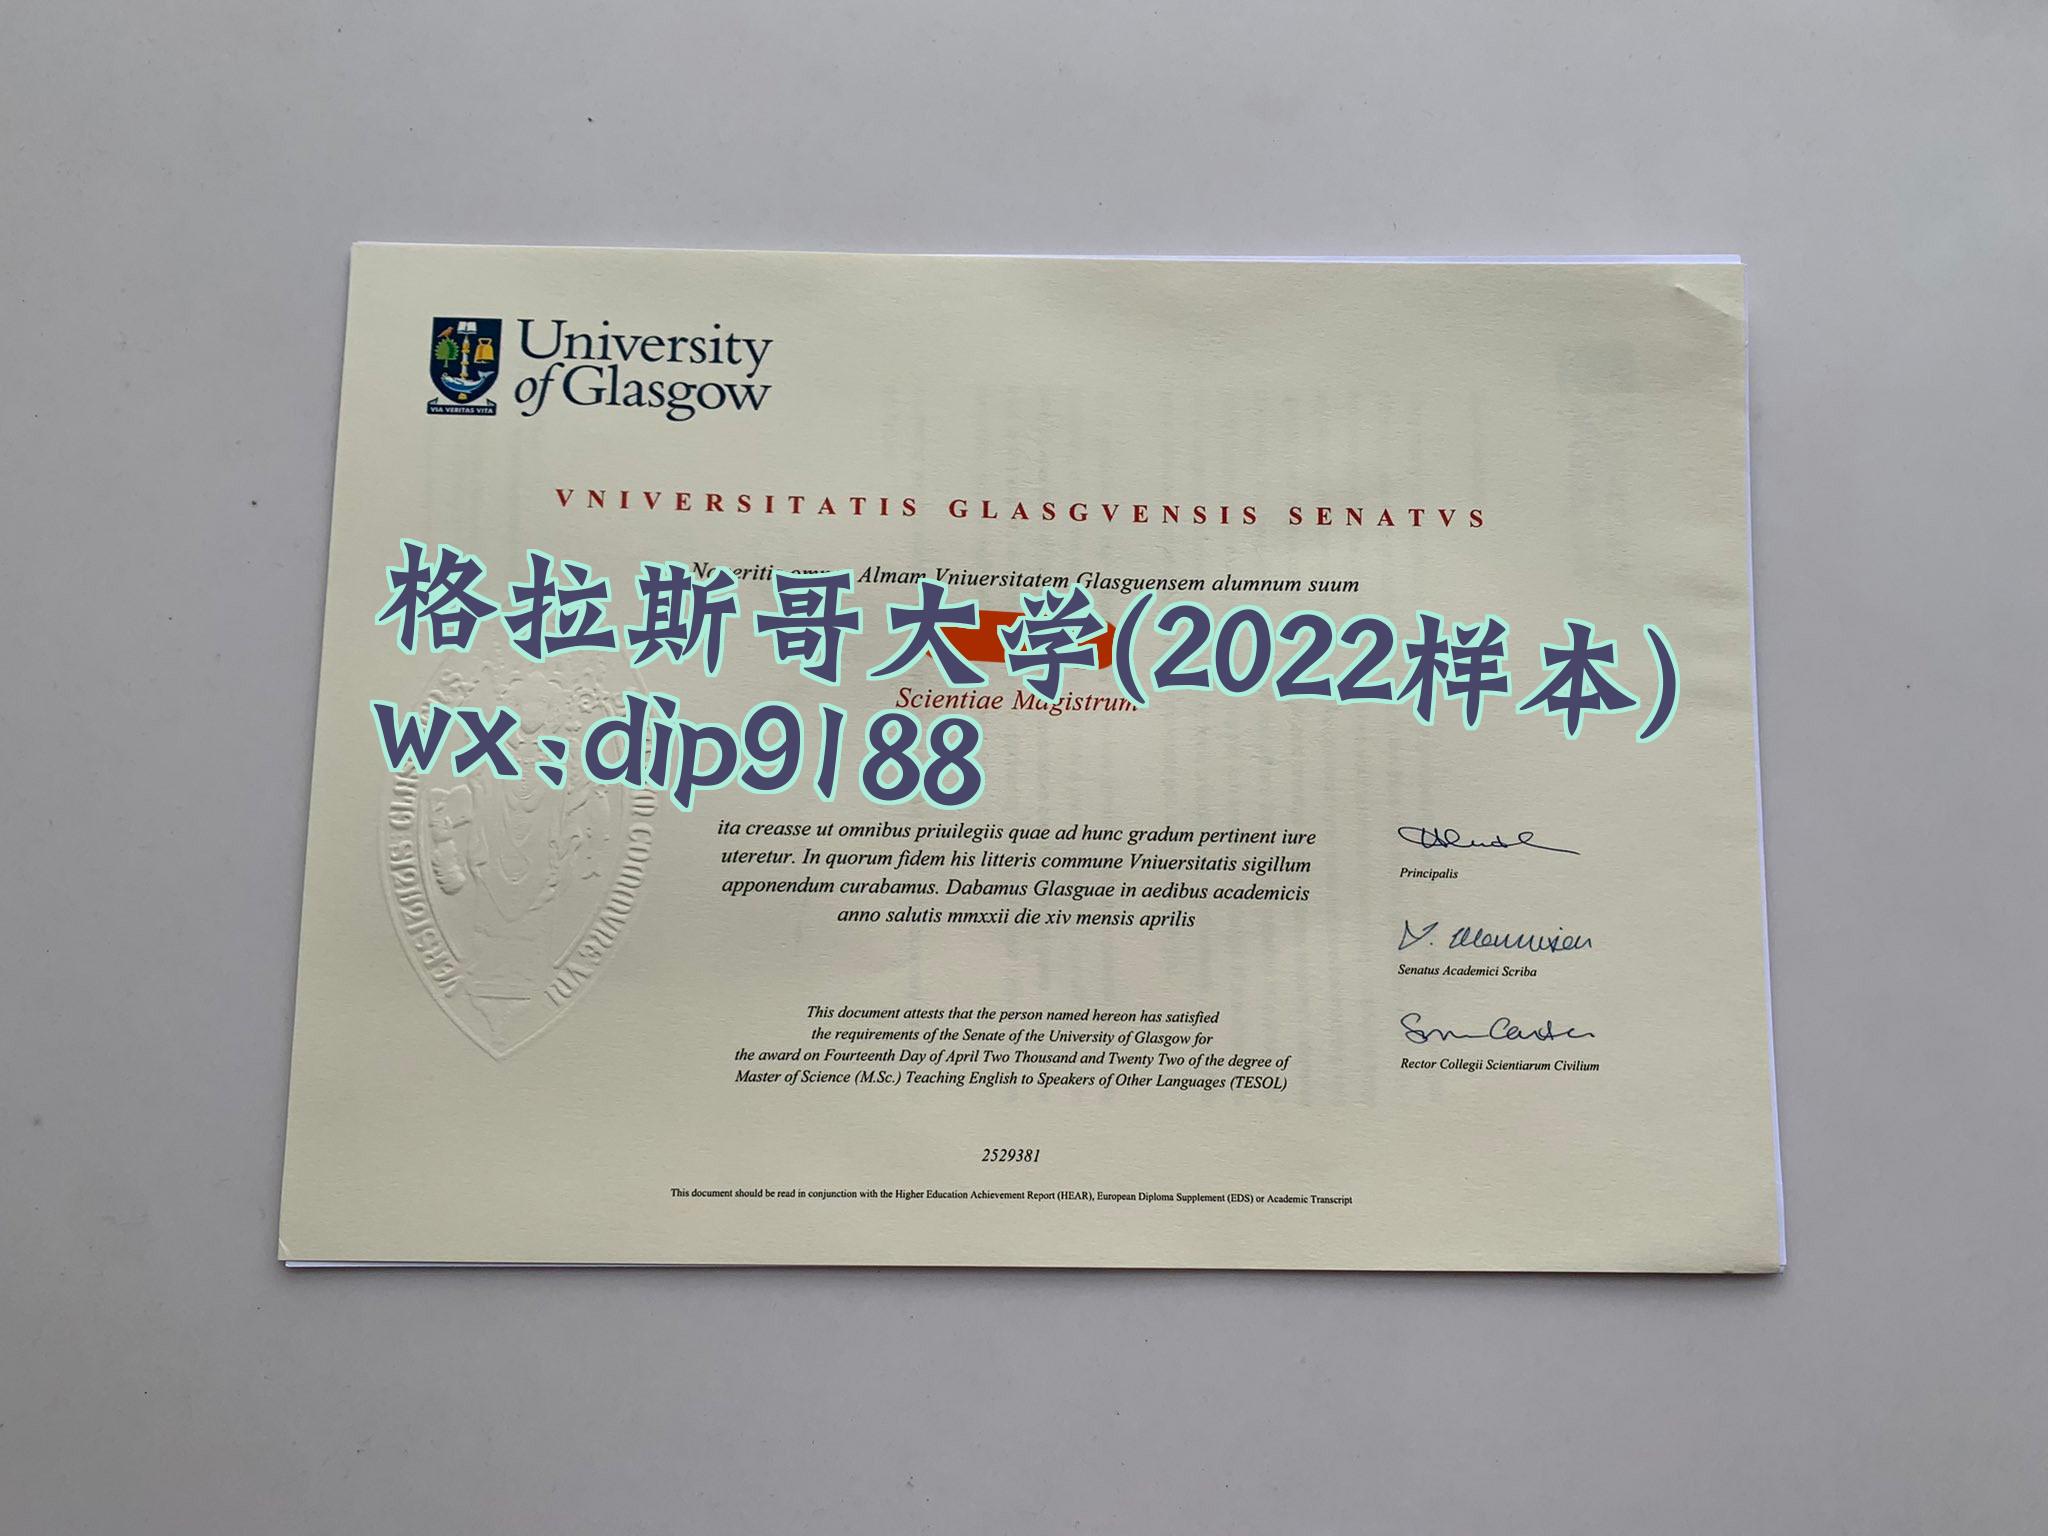 University
of Glasgow
VIA VERITAS VITA
VNIVERSITATIS GLASGVENSIS SENATVS
Almam Vniuersitatem Glasguensem alumnum suum
格拉斯哥大学(2022样本)
Scientiae Magistrum
wx:dip9188
ita creasse ut omnibus priuilegiis quae ad hunc gradum pertinent iure
uteretur. In quorum fidem his litteris commune Vniuersitatis sigillum
apponendum curabamus. Dabamus Glasguae in aedibus academicis
anno salutis mmxxii die xiv mensis aprilis
Principalis
Senatus Academici Scriba
Rector Collegii Scientiarum Civilium
This document attests that the person named hereon has satisfied
the requirements of the Senate of the University of Glasgow for
the award on Fourteenth Day of April Two Thousand and Twenty Two of the degree of
Master of Science (M.Sc.) Teaching English to Speakers of Other Languages (TESOL)
2529381
This document should be read in conjunction with the Higher Education Achievement Report (HEAR), European Diploma Supplement (EDS) or Academic Transcript